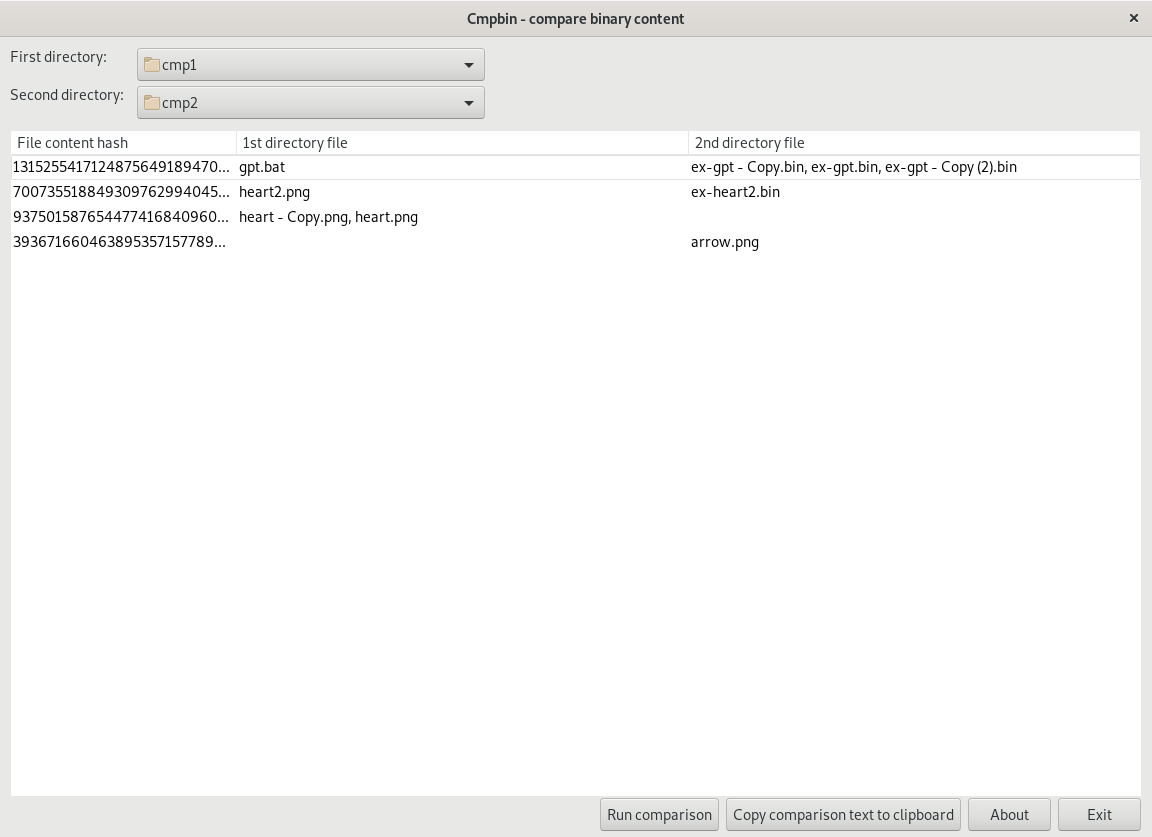 Cmpbin - compare binary content
First directory: cmp1
Second directory: cmp2
File content hash 1st directory file 2nd directory file
1315255417124875649189470... gpt.bat ex-gpt - Copy.bin, ex-gpt.bin, ex-gpt - Copy (2).bin
700735518849309762994045... heart2.png ex-heart2.bin
937501587654477416840960... heart - Copy.png, heart.png
393671660463895357157789... arrow.png
Run comparison Copy comparison text to clipboard About Exit